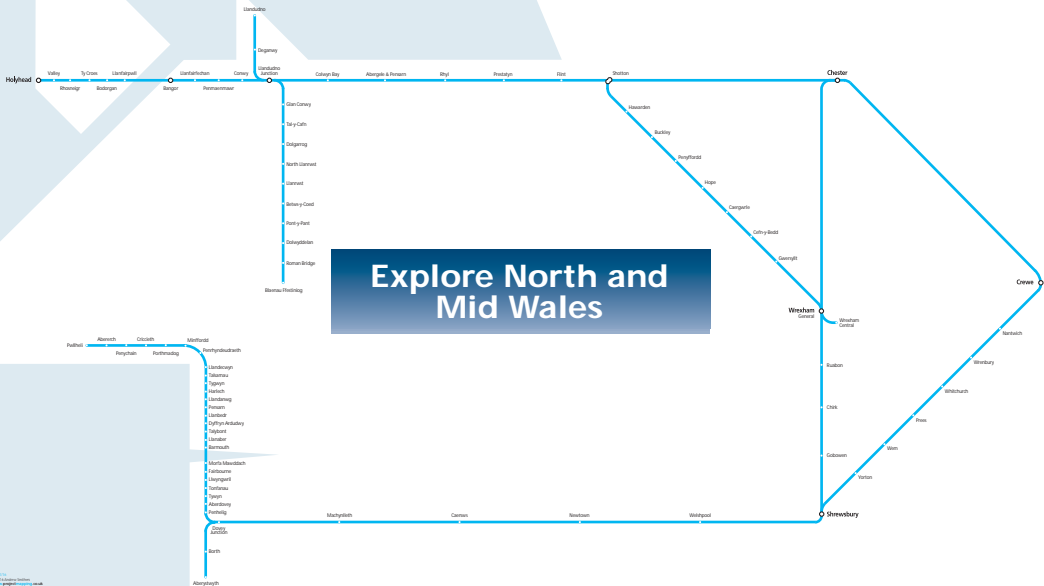 Llandudno
Deganwy
Llandudno
Junction
Holyhead
Valley
Rhosneigr
Ty Croes
Bodorgan
Llanfairpwll
Bangor
Llanfairfechan
Penmaenmawr
Conwy
Colwyn Bay
Abergele & Pensarn
Rhyl
Prestatyn
Flint
Shotton
Chester
Glan Conwy
Tal-y-Cafn
Dolgarrog
North Llanrwst
Llanrwst
Betws-y-Coed
Pont-y-Pant
Dolwyddelan
Roman Bridge
Blaenau Ffestiniog
Hawarden
Buckley
Penyffordd
Hope
Caergwrle
Cefn-y-Bedd
Gwersyllt
Wrexham
General
Wrexham
Central
Crewe
Nantwich
Wrenbury
Whitchurch
Prees
Wem
Yorton
Ruabon
Chirk
Gobowen
Shrewsbury
Explore North and
Mid Wales
Pwllheli
Abererch
Penychain
Criccieth
Porthmadog
Minffordd
Penrhyndeudraeth
Llandecwyn
Talsarnau
Tygwyn
Harlech
Llandanwg
Pensarn
Llanbedr
Dyffryn Ardudwy
Talybont
Llanaber
Barmouth
Morfa Mawddach
Fairbourne
Llwyngwril
Tonfanau
Tywyn
Aberdovey
Penhelig
Dovey
Junction
Machynlleth
Caersws
Newtown
Welshpool
Borth
Aberystwyth
projectmapping.co.uk